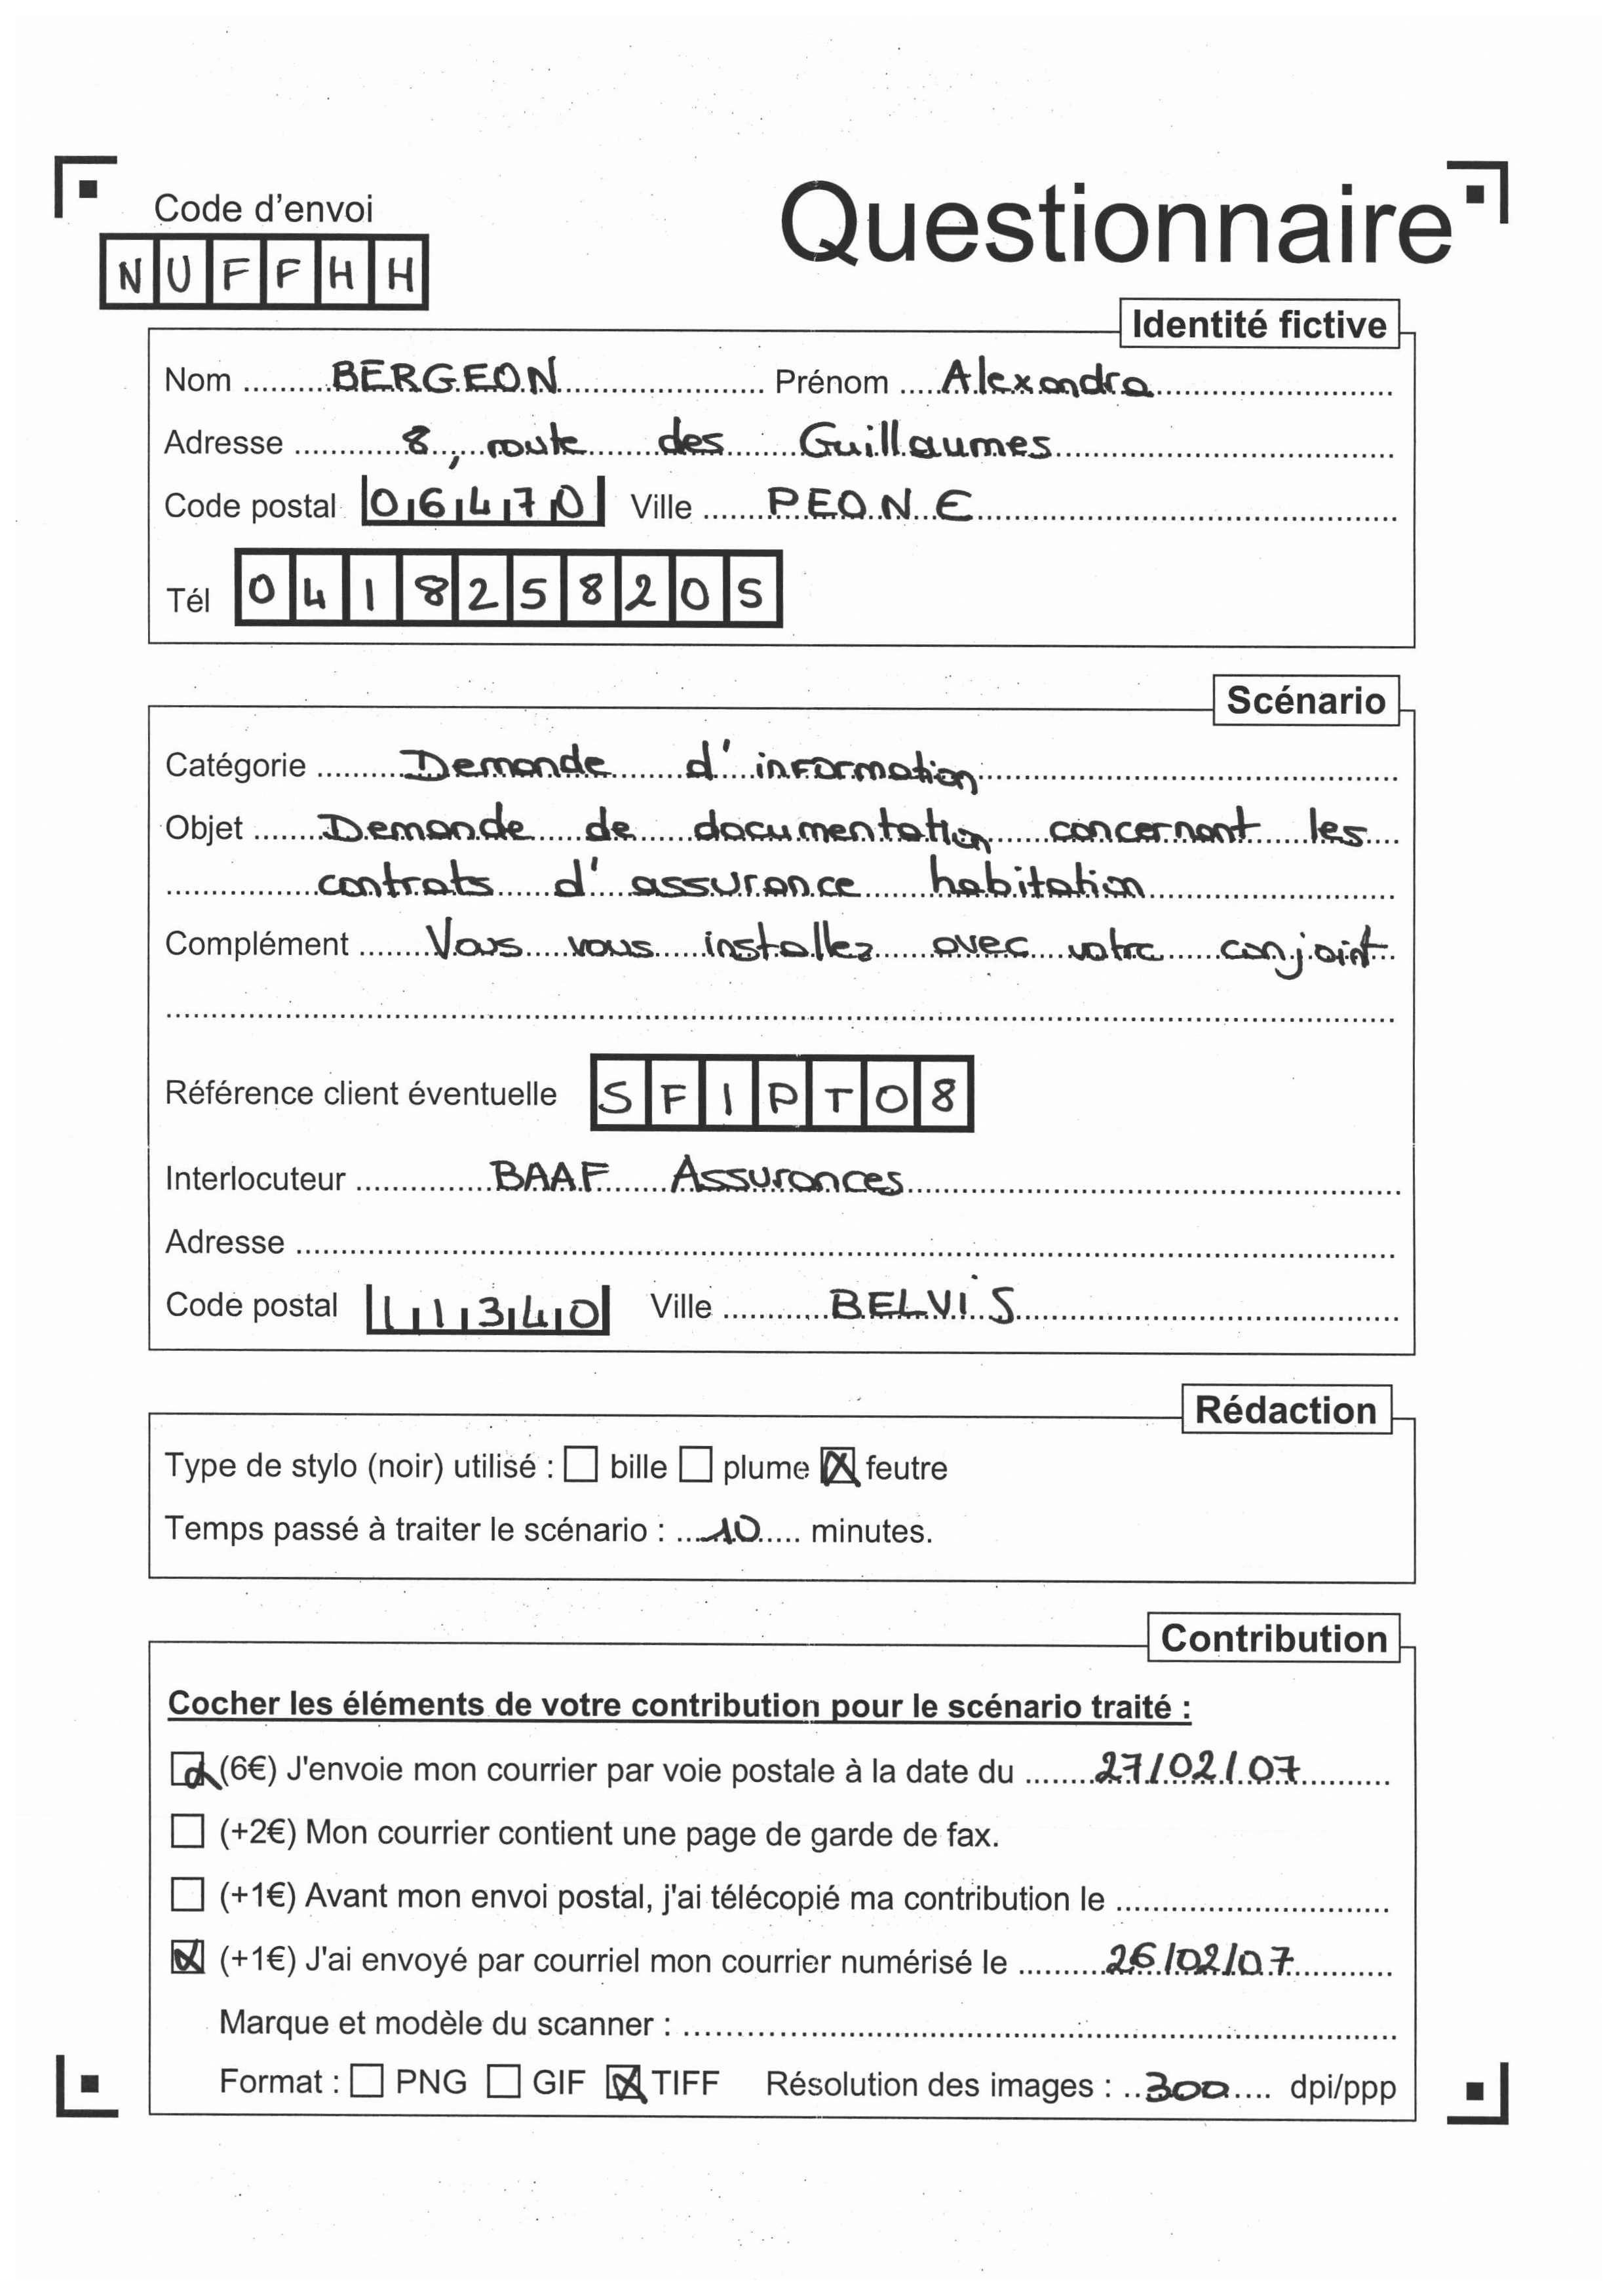 Code d'envoi
Questionnaire
NUFFHH
Identité fictive
Nom BERGEON Prénom Alexandra
Adresse 8, route des Guillaumes
Code postal 06470 Ville PEONE
Tél 0418258205
Scénario
Catégorie Demande d'information
Objet Demande de documentation concernant les
contrats d'assurance habitation
Complément Vous vous installez avec votre conjoint
Référence client éventuelle SFIPT08
Interlocuteur BAAF Assurances
Adresse
Code postal 11340 Ville BELVIS
Rédaction
Type de stylo (noir) utilisé : bille plume feutre
Temps passé à traiter le scénario : 10 minutes.
Contribution
Cocher les éléments de votre contribution pour le scénario traité :
(6€) J'envoie mon courrier par voie postale à la date du 27/02/07
(+2€) Mon courrier contient une page de garde de fax.
(+1€) Avant mon envoi postal, j'ai télécopié ma contribution le
(+1€) J'ai envoyé par courriel mon courrier numérisé le 26/02/07
Marque et modèle du scanner :
Format : PNG GIF TIFF Résolution des images : 300 dpi/ppp